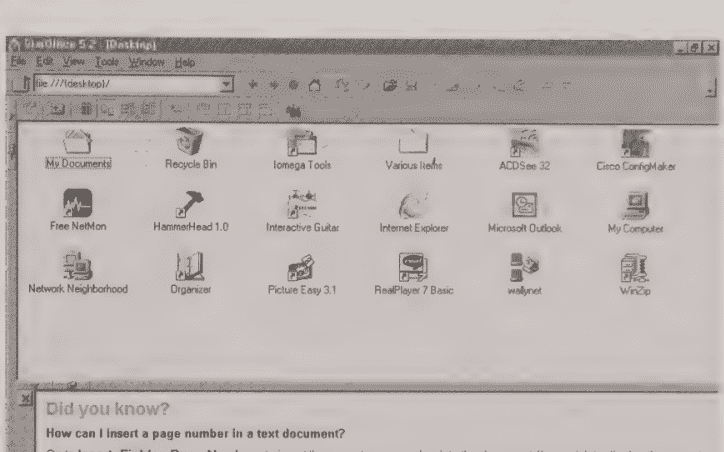 StarOffice 5.2 - [Desktop]
File Edit View Tools Window Help
file:///(desktop)/
My Documents Recycle Bin Iomega Tools Various Items ACDSee 32 Cisco ConfigMaker
Free NetMon HammerHead 1.0 Interactive Guitar Internet Explorer Microsoft Outlook My Computer
Network Neighborhood Organizer Picture Easy 3.1 RealPlayer 7 Basic wallynet WinZip
Did you know?
How can I insert a page number in a text document?